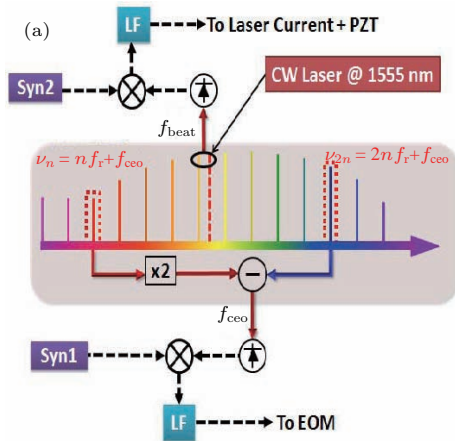 (a)
LF
To Laser Current + PZT
Syn2
CW Laser @ 1555 nm
f_beat
ν_n = nf_r+f_ceo
ν_2n = 2nf_r+f_ceo
x2
−
f_ceo
Syn1
LF
To EOM